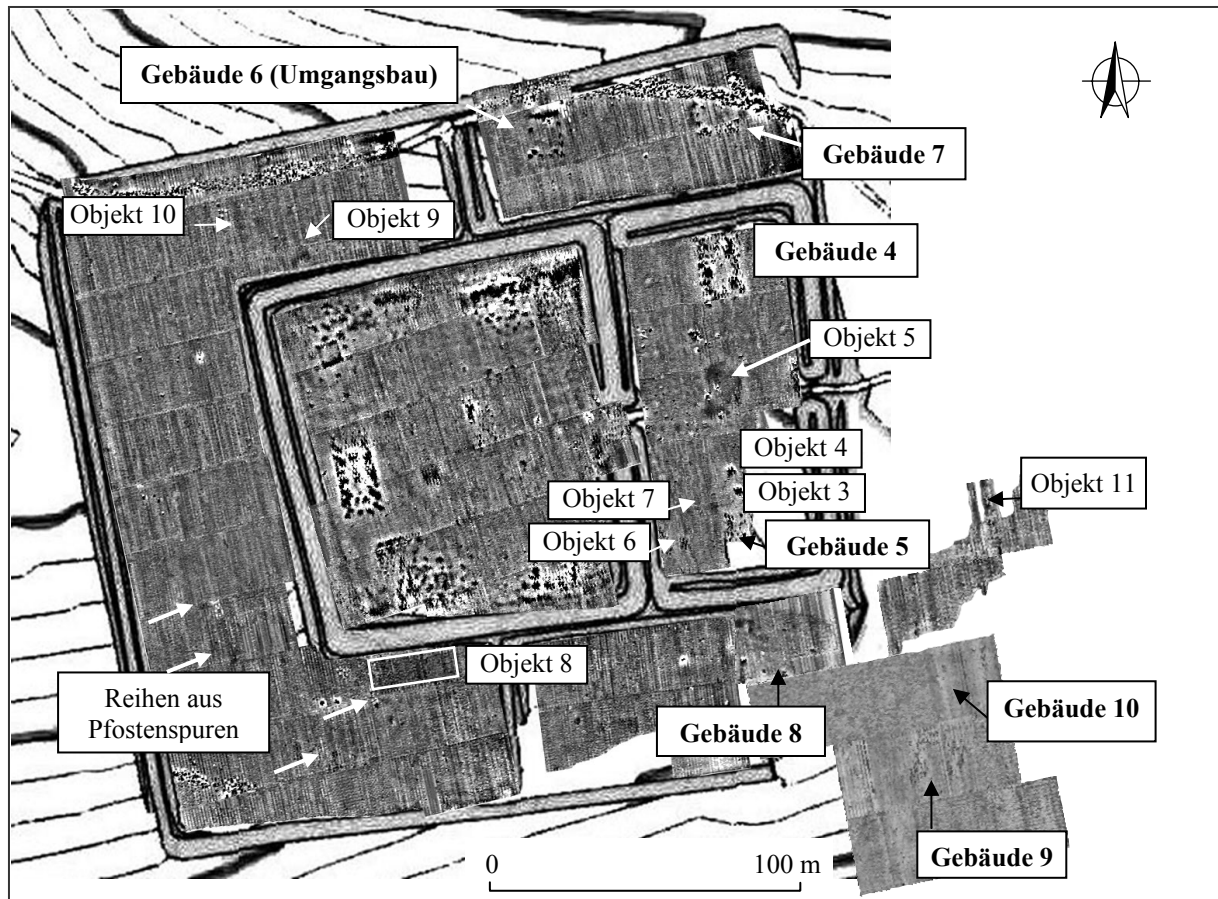 Gebäude 6 (Umgangsbau)
Gebäude 7
Objekt 10
Objekt 9
Gebäude 4
Objekt 5
Objekt 4
Objekt 3
Objekt 7
Objekt 6
Gebäude 5
Objekt 11
Objekt 8
Reihen aus
Pfostenspuren
Gebäude 8
Gebäude 10
Gebäude 9
0
100 m